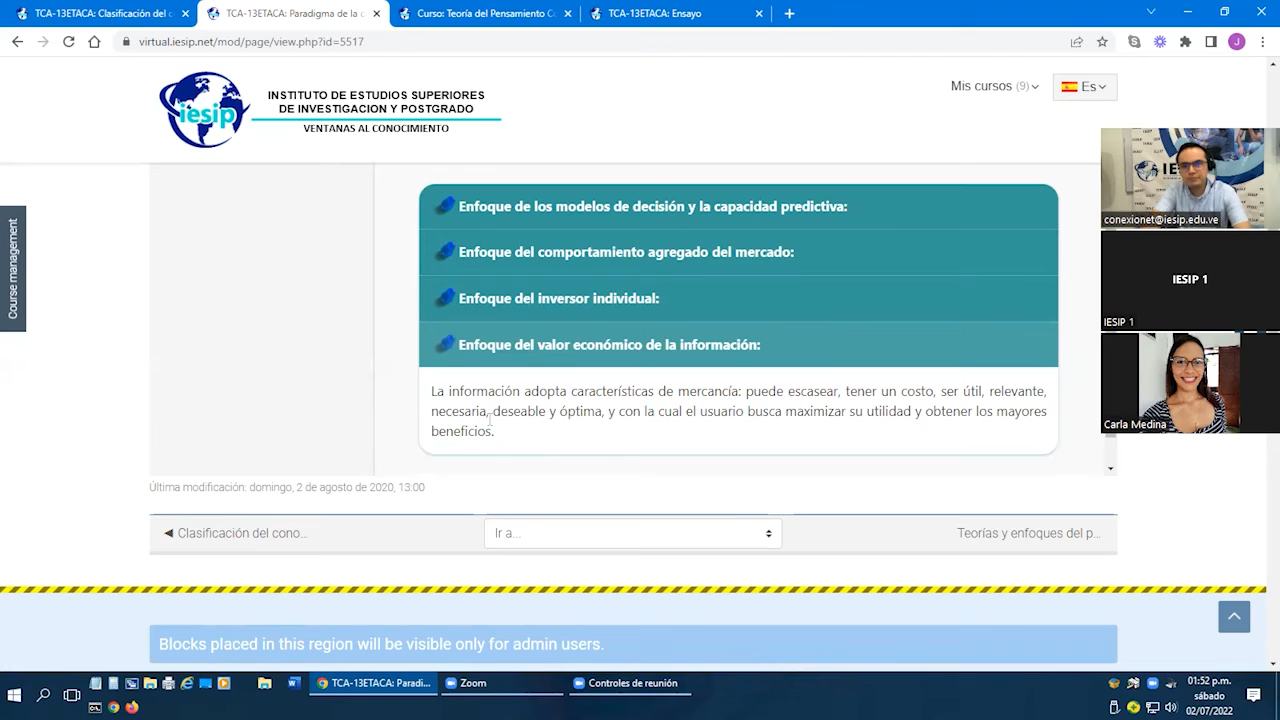 TCA-13ETACA: Clasificación del c
TCA-13ETACA: Paradigma de la c
Curso: Teoría del Pensamiento Co
TCA-13ETACA: Ensayo
virtual.iesip.net/mod/page/view.php?id=5517
J
iesip
INSTITUTO DE ESTUDIOS SUPERIORES
DE INVESTIGACION Y POSTGRADO
VENTANAS AL CONOCIMIENTO
Mis cursos (9)
Es
Course management
Enfoque de los modelos de decisión y la capacidad predictiva:
Enfoque del comportamiento agregado del mercado:
Enfoque del inversor individual:
Enfoque del valor económico de la información:
La información adopta características de mercancía: puede escasear, tener un costo, ser útil, relevante,
necesaria, deseable y óptima, y con la cual el usuario busca maximizar su utilidad y obtener los mayores
beneficios.
conexionet@iesip.edu.ve
IESIP 1
IESIP 1
Carla Medina
Última modificación: domingo, 2 de agosto de 2020, 13:00
◄ Clasificación del cono...
Ir a...
Teorías y enfoques del p...
Blocks placed in this region will be visible only for admin users.
TCA-13ETACA: Paradi...
Zoom
Controles de reunión
01:52 p.m.
sábado
02/07/2022